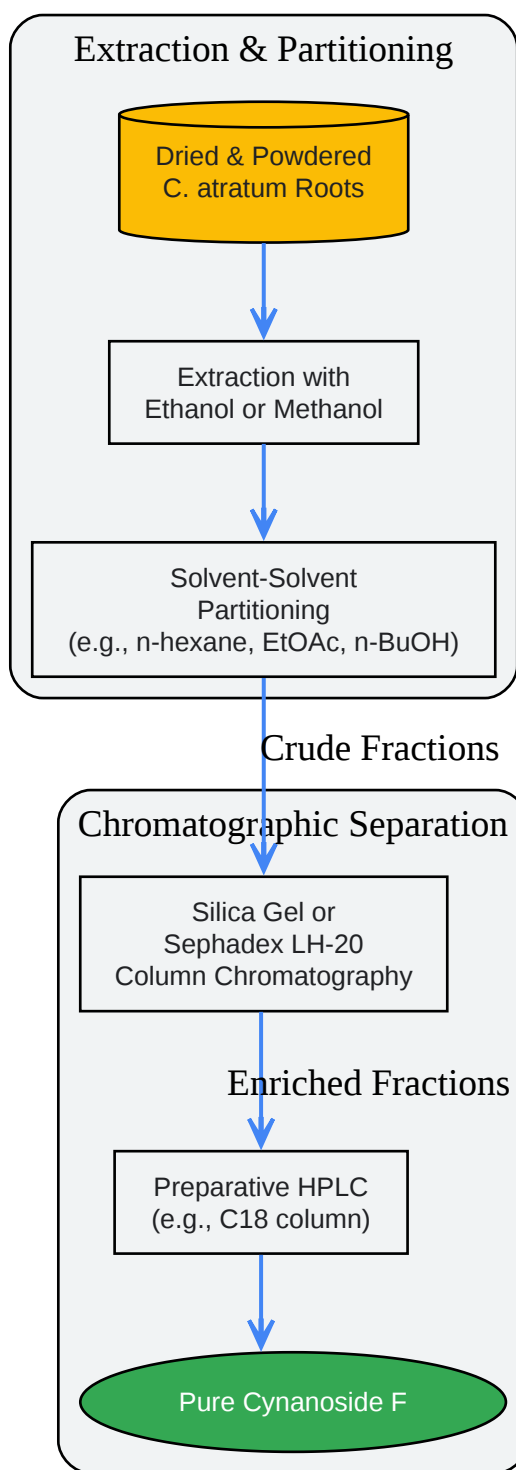 Extraction & Partitioning
Dried & Powdered
C. atratum Roots
Extraction with
Ethanol or Methanol
Solvent-Solvent
Partitioning
(e.g., n-hexane, EtOAc, n-BuOH)
Crude Fractions
Chromatographic Separation
Silica Gel or
Sephadex LH-20
Column Chromatography
Enriched Fractions
Preparative HPLC
(e.g., C18 column)
Pure Cynanoside F